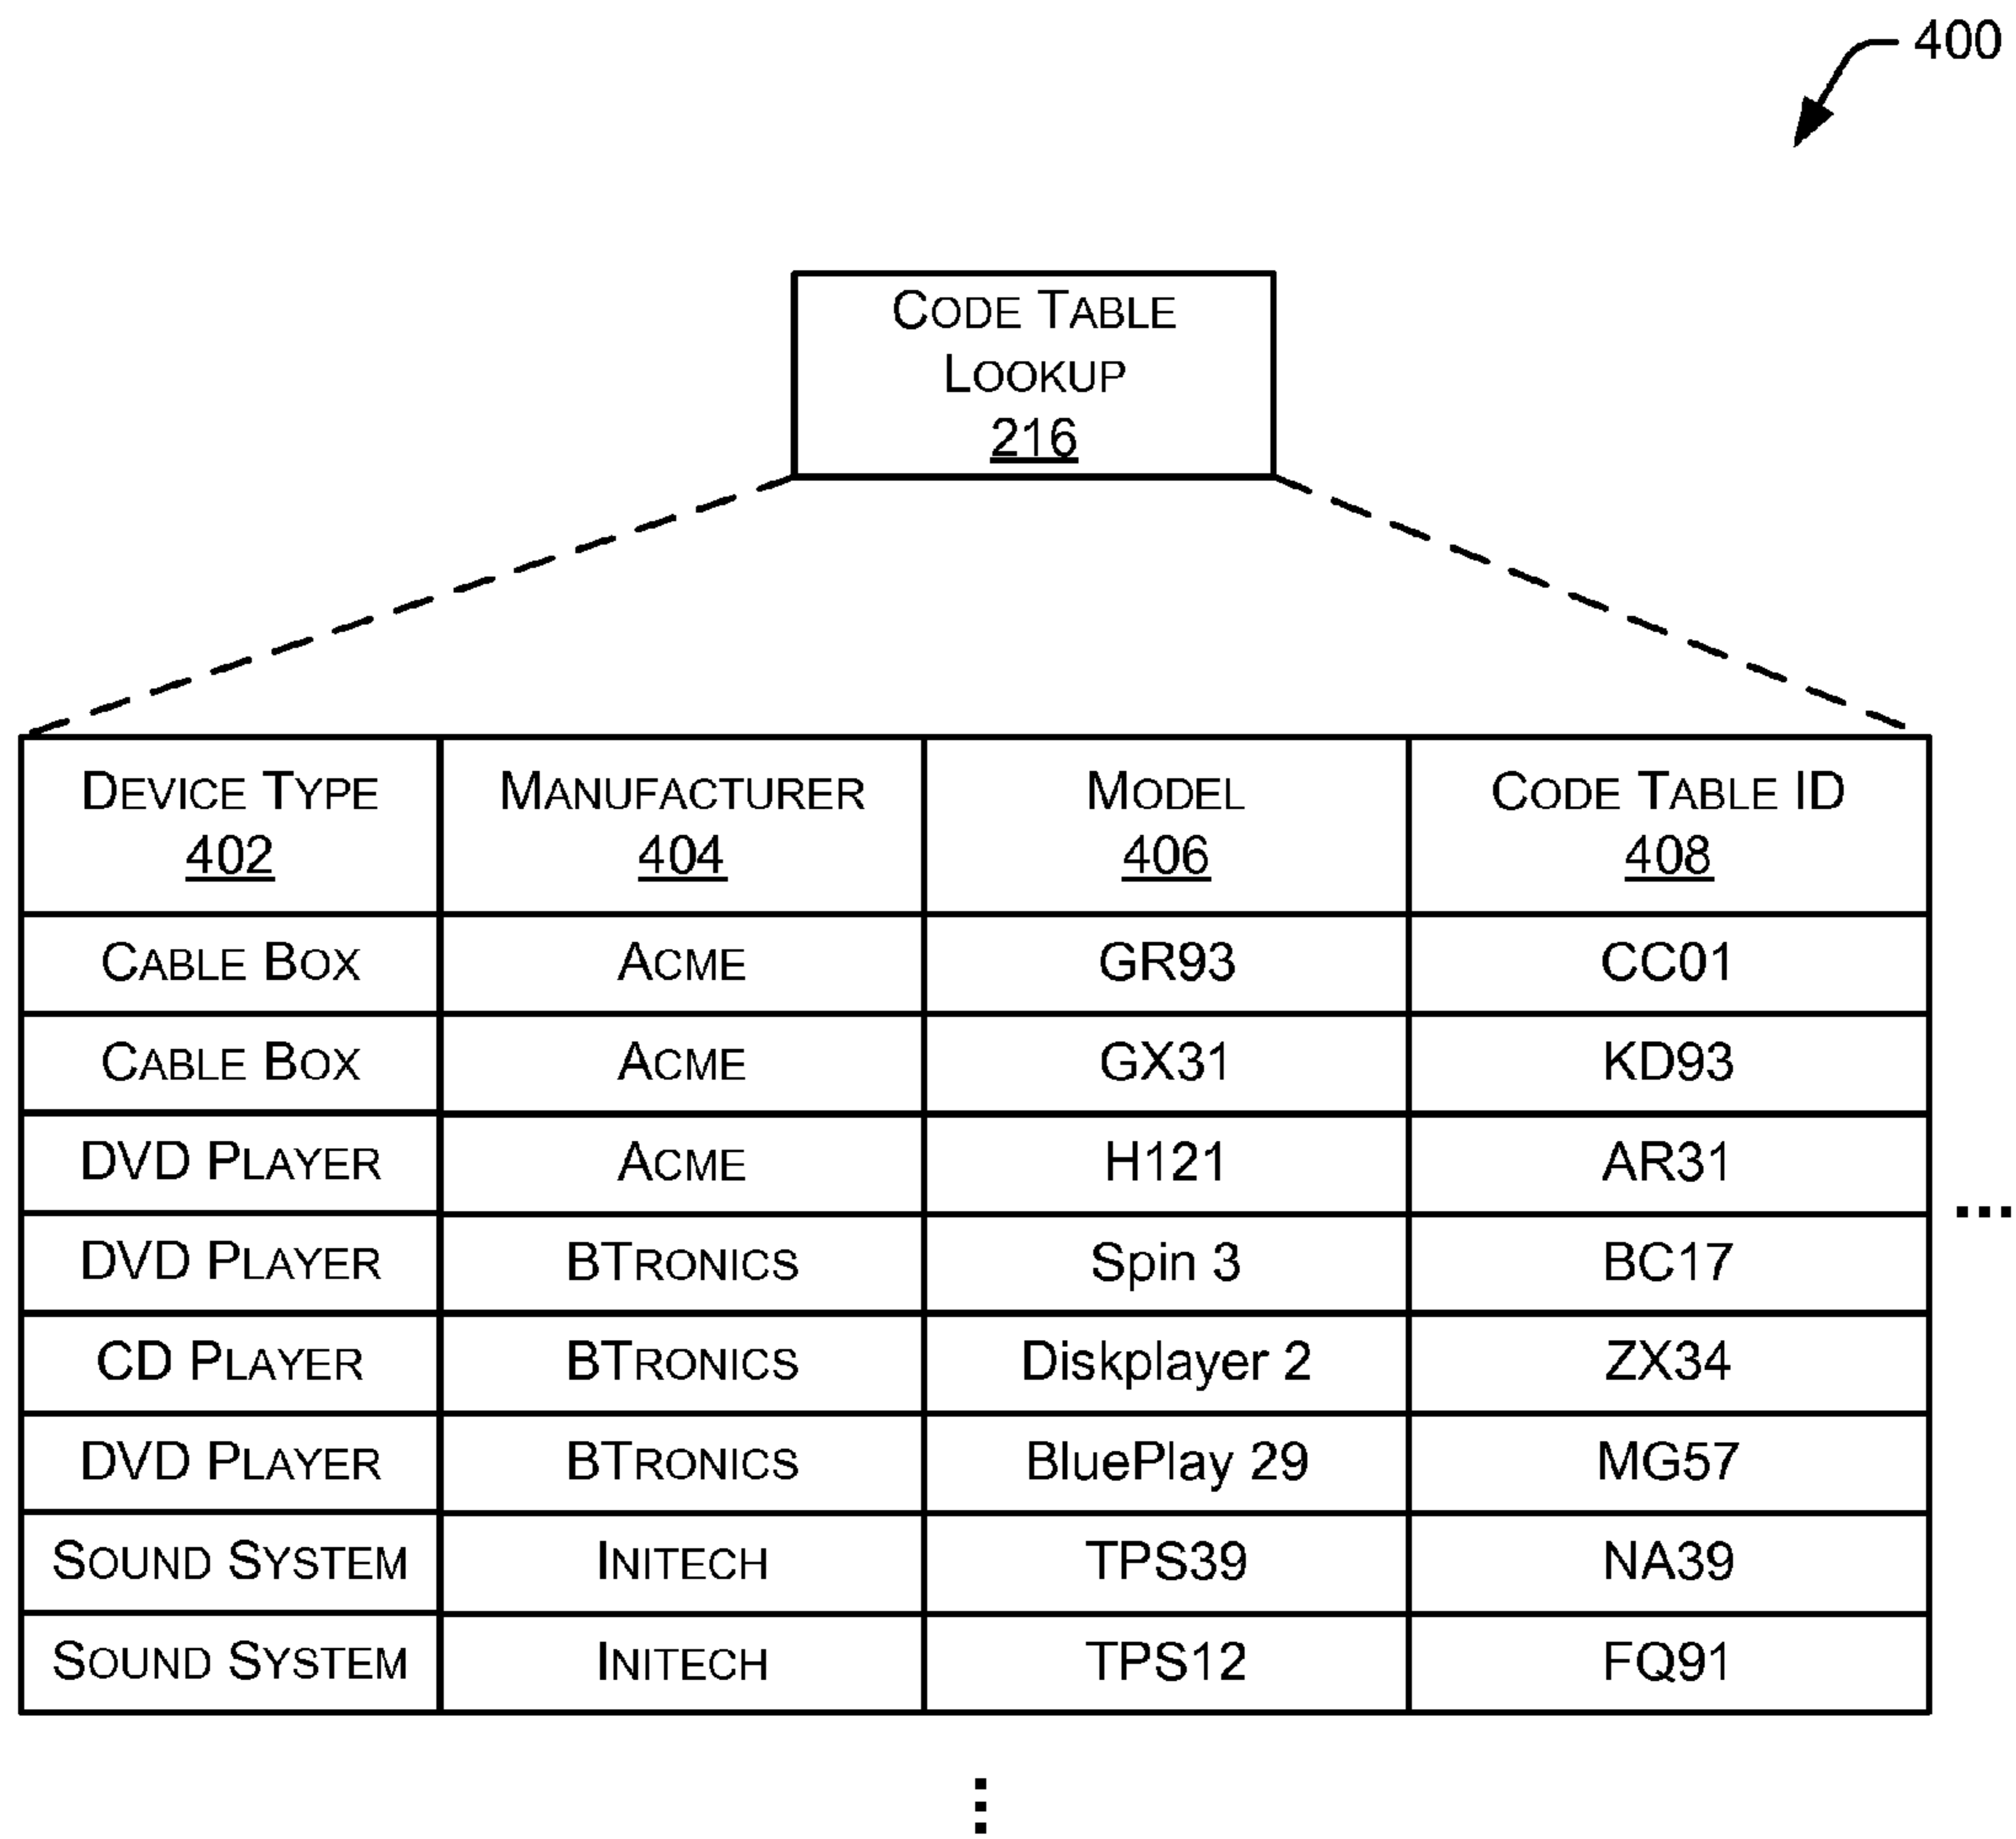 400
CODE TABLE
LOOKUP
216
DEVICE TYPE MANUFACTURER MODEL CODE TABLE ID
402 404 406 408
CABLE BOX ACME GR93 CC01
CABLE BOX ACME GX31 KD93
DVD PLAYER ACME H121 AR31
DVD PLAYER BTRONICS Spin 3 BC17
CD PLAYER BTRONICS Diskplayer 2 ZX34
DVD PLAYER BTRONICS BluePlay 29 MG57
SOUND SYSTEM INITECH TPS39 NA39
SOUND SYSTEM INITECH TPS12 FQ91